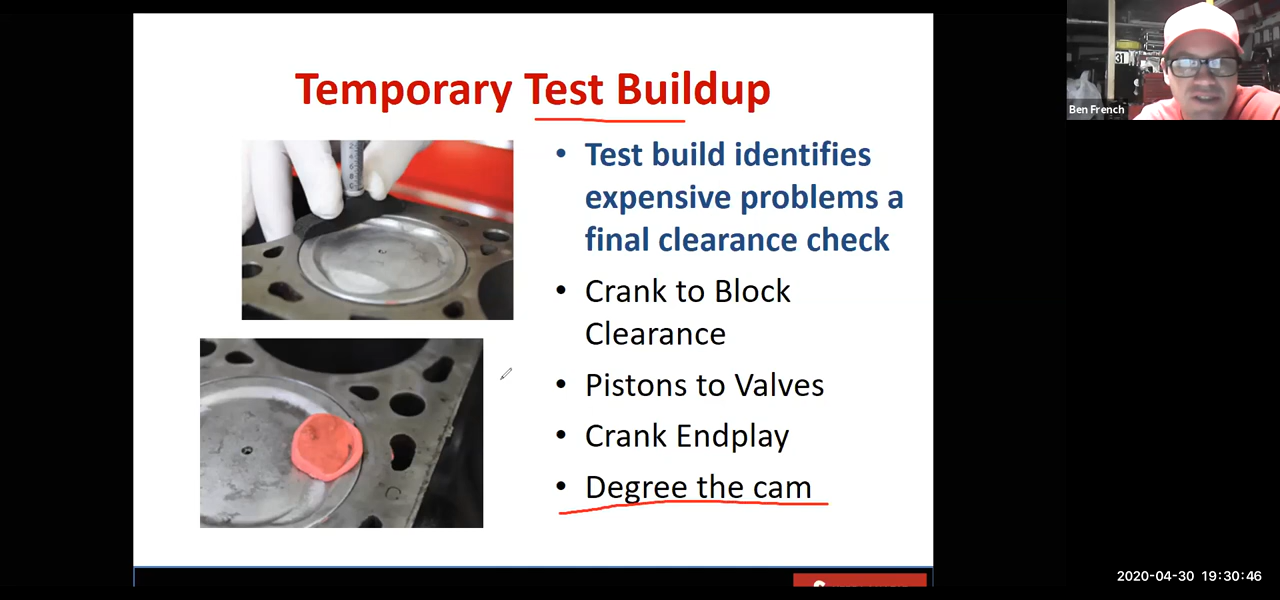 Temporary Test Buildup
• Test build identifies
expensive problems a
final clearance check
• Crank to Block
Clearance
• Pistons to Valves
• Crank Endplay
• Degree the cam
Ben French
2020-04-30 19:30:46